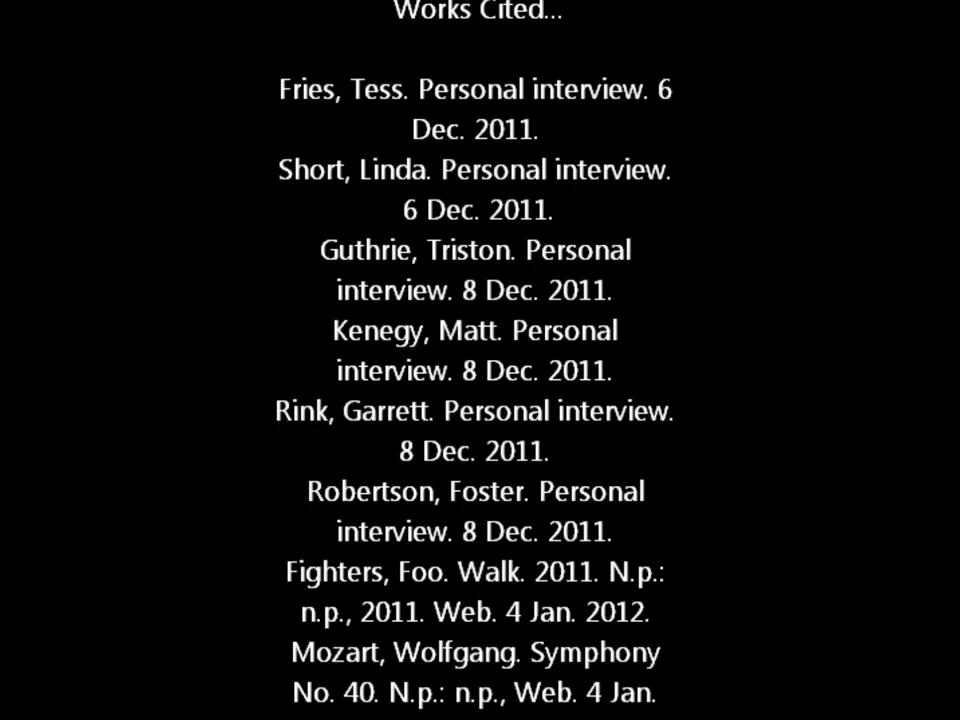 Works Cited...
Fries, Tess. Personal interview. 6
Dec. 2011.
Short, Linda. Personal interview.
6 Dec. 2011.
Guthrie, Triston. Personal
interview. 8 Dec. 2011.
Kenegy, Matt. Personal
interview. 8 Dec. 2011.
Rink, Garrett. Personal interview.
8 Dec. 2011.
Robertson, Foster. Personal
interview. 8 Dec. 2011.
Fighters, Foo. Walk. 2011. N.p.:
n.p., 2011. Web. 4 Jan. 2012.
Mozart, Wolfgang. Symphony
No. 40. N.p.: n.p., Web. 4 Jan.